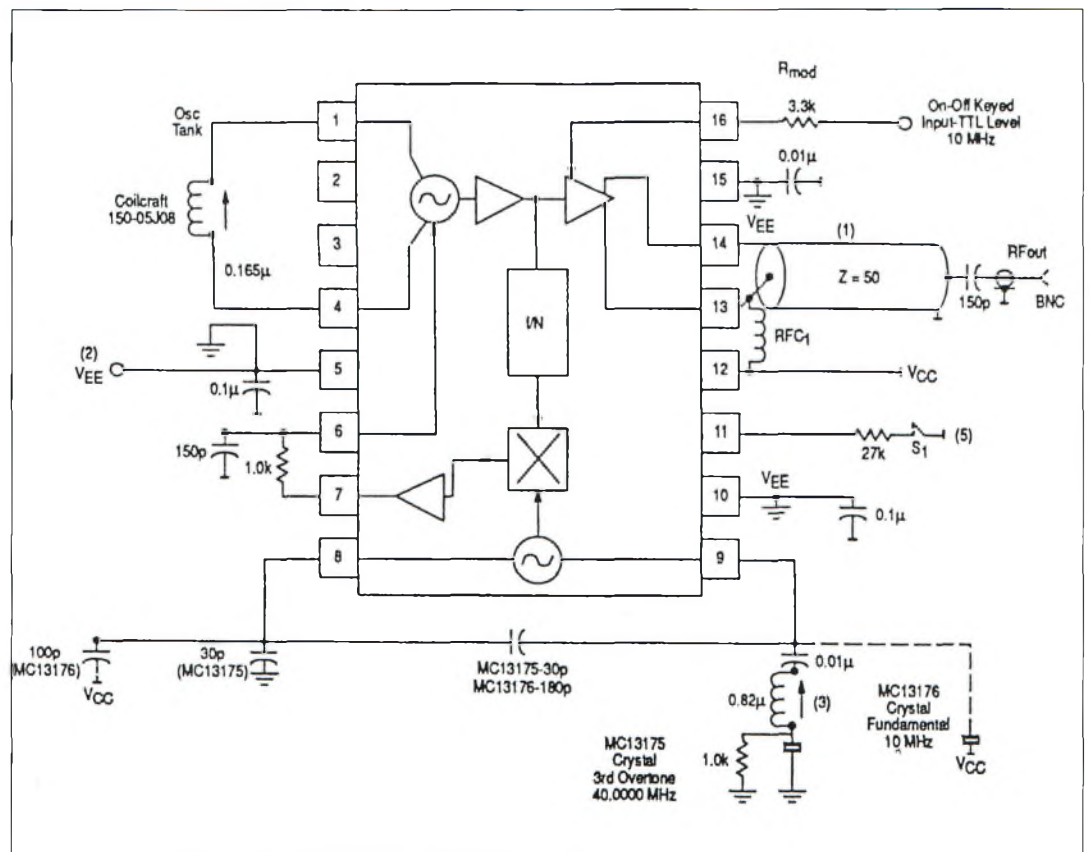 Osc
Tank
Coilcraft
150-05J08
0.165µ
(2)
VEE
0.1µ
150p
1.0k
1
2
3
4
5
6
7
8
I/N
16
15
14
13
12
11
10
9
Rmod
3.3k
On-Off Keyed
Input-TTL Level
10 MHz
0.01µ
VEE
(1)
Z = 50
RFout
150p
BNC
RFC1
VCC
27k
S1
(5)
VEE
0.1µ
100p
(MC13176)
VCC
30p
(MC13175)
MC13175-30p
MC13176-180p
0.01µ
0.82µ
(3)
1.0k
MC13175
Crystal
3rd Overtone
40.0000 MHz
MC13176
Crystal
Fundamental
10 MHz
VCC